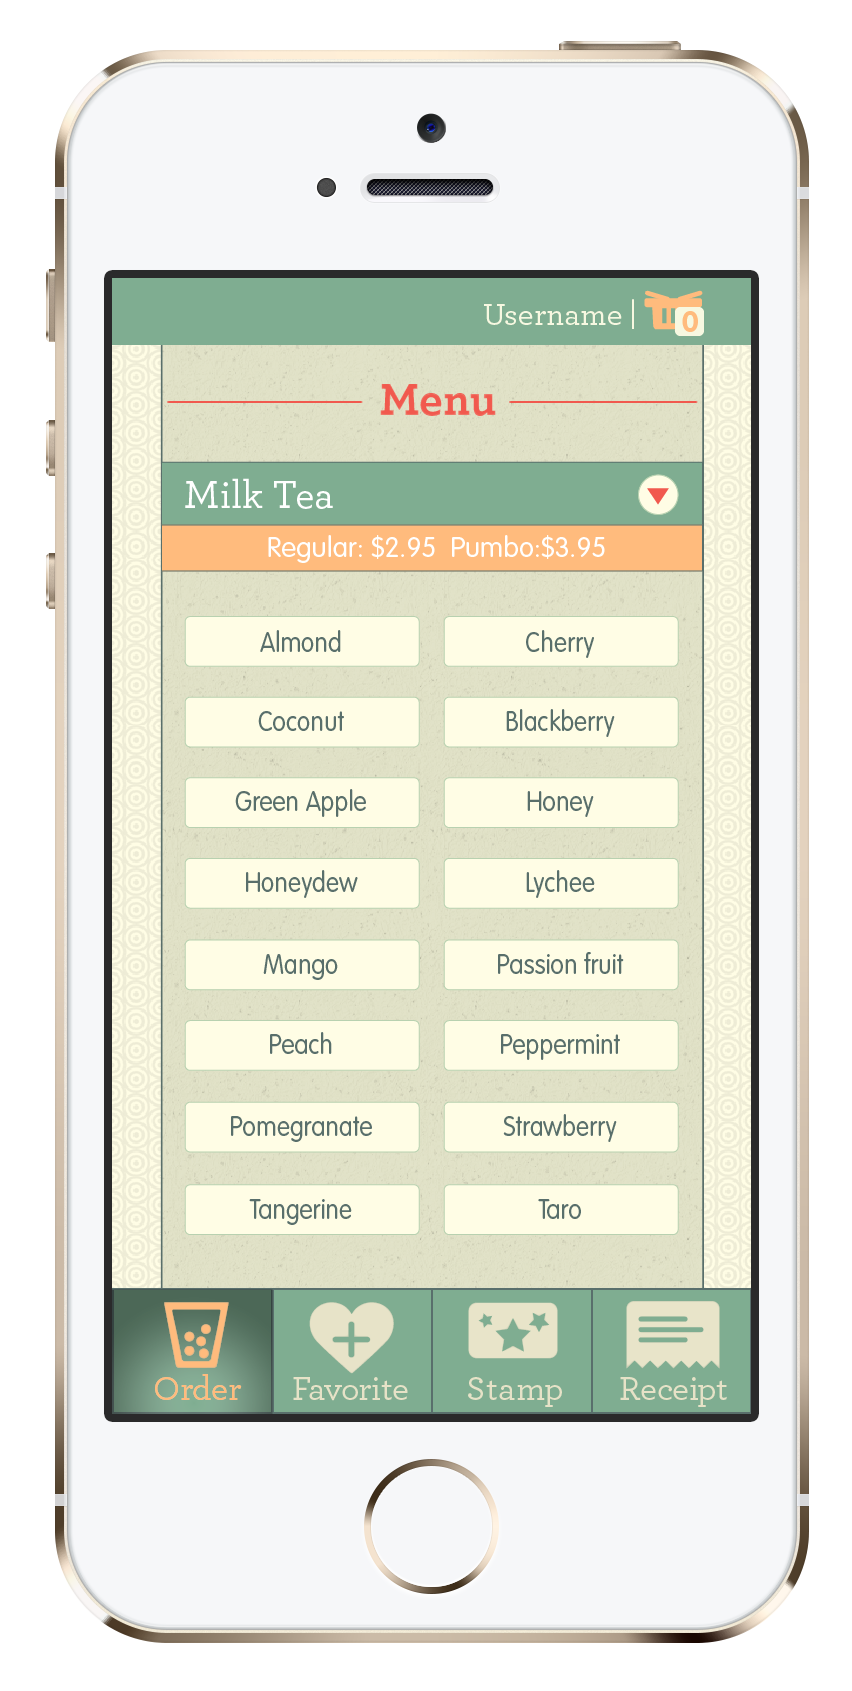 Username | 0
Menu
Milk Tea
Regular: $2.95 Pumbo:$3.95
Almond
Cherry
Coconut
Blackberry
Green Apple
Honey
Honeydew
Lychee
Mango
Passion fruit
Peach
Peppermint
Pomegranate
Strawberry
Tangerine
Taro
Order
Favorite
Stamp
Receipt